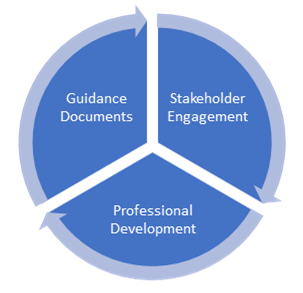 Guidance
Documents
Stakeholder
Engagement
Professional
Development